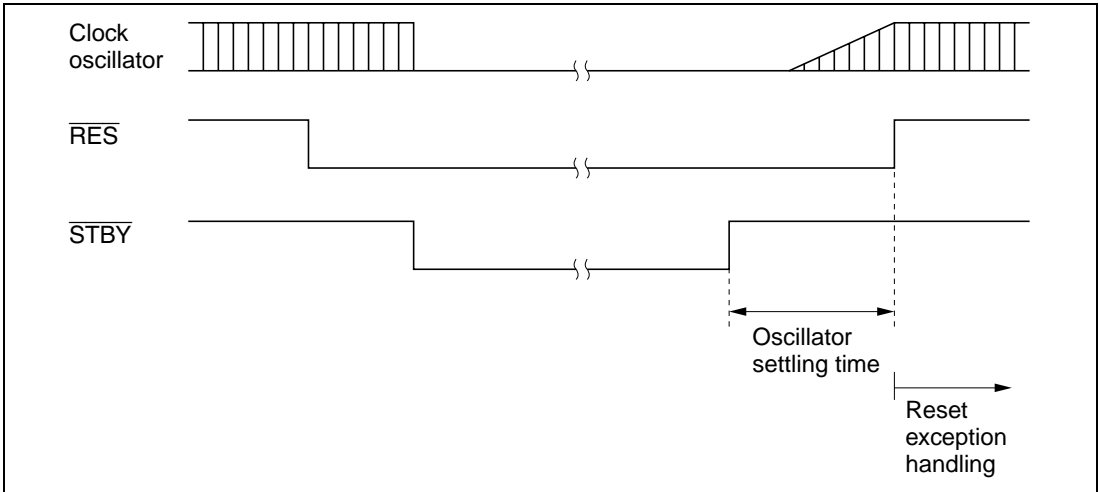 Clock
oscillator
RES
STBY
Oscillator
settling time
Reset
exception
handling